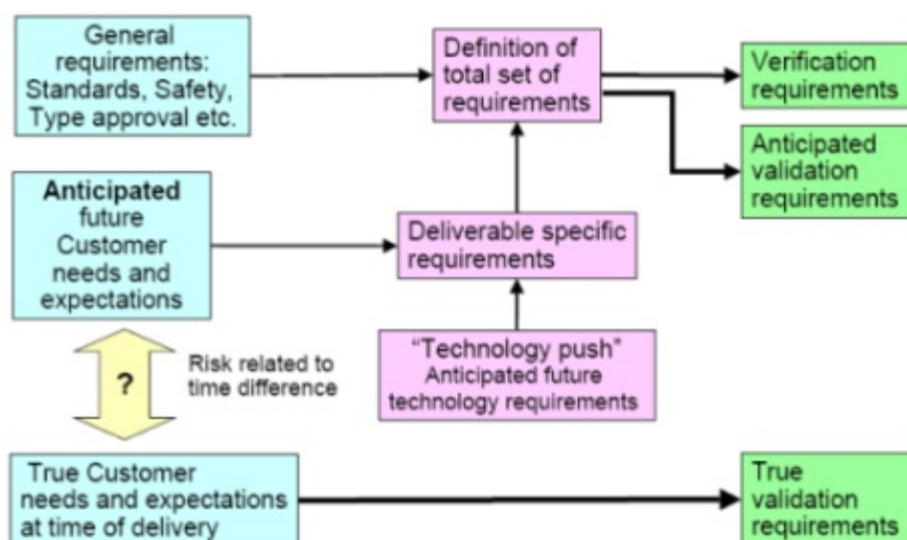 General
requirements:
Standards, Safety,
Type approval etc.
Definition of
total set of
requirements
Verification
requirements
Anticipated
validation
requirements
Anticipated
future
Customer
needs and
expectations
Deliverable specific
requirements
?
Risk related to
time difference
“Technology push”
Anticipated future
technology requirements
True Customer
needs and expectations
at time of delivery
True
validation
requirements